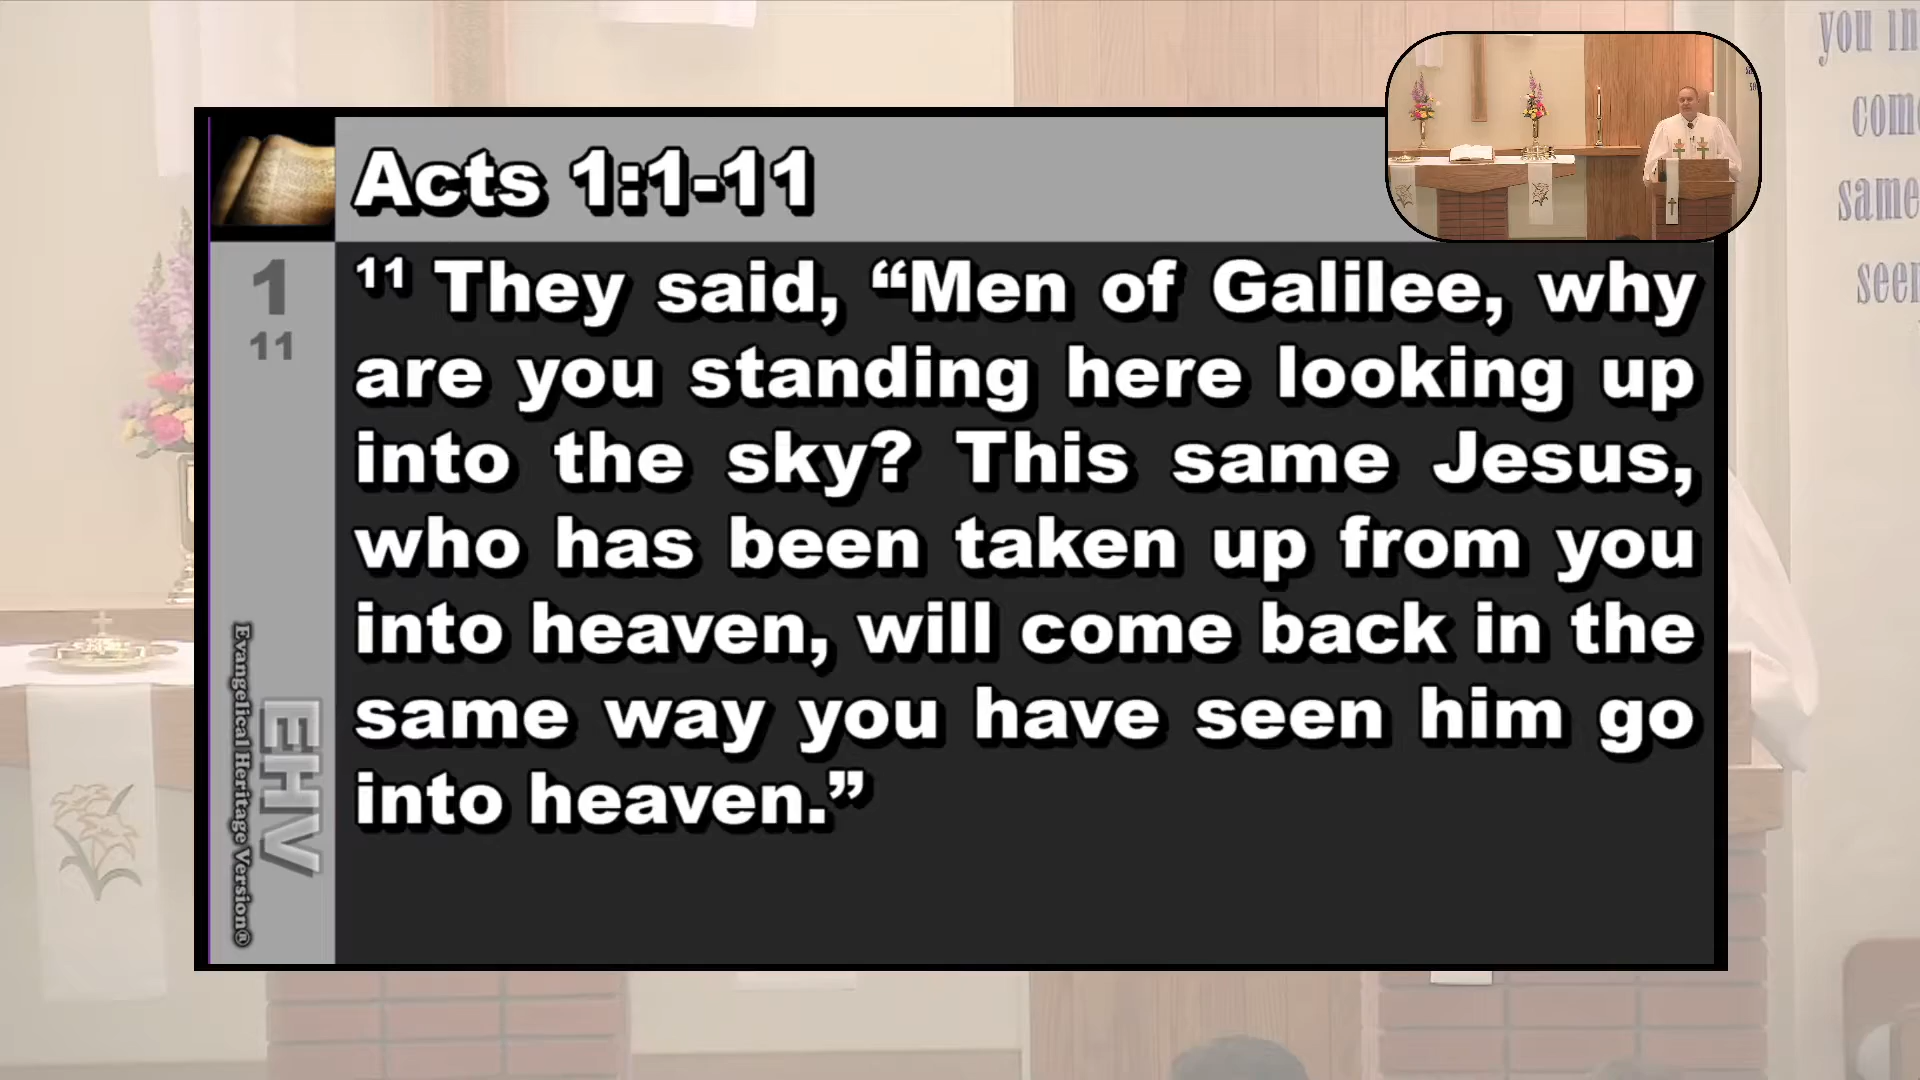 Acts 1:1-11
1
11
Evangelical Heritage Version®
EHV
11 They said, “Men of Galilee, why
are you standing here looking up
into the sky? This same Jesus,
who has been taken up from you
into heaven, will come back in the
same way you have seen him go
into heaven.”
you in
come
same
seen